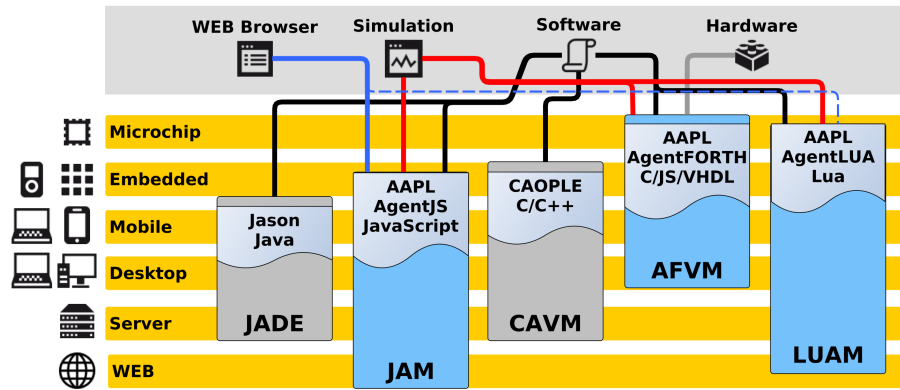 WEB Browser
Simulation
Software
Hardware
Microchip
Embedded
Mobile
Desktop
Server
WEB
Jason
Java
JADE
AAPL
AgentJS
JavaScript
JAM
CAOPLE
C/C++
CAVM
AAPL
AgentFORTH
C/JS/VHDL
AFVM
AAPL
AgentLUA
Lua
LUAM